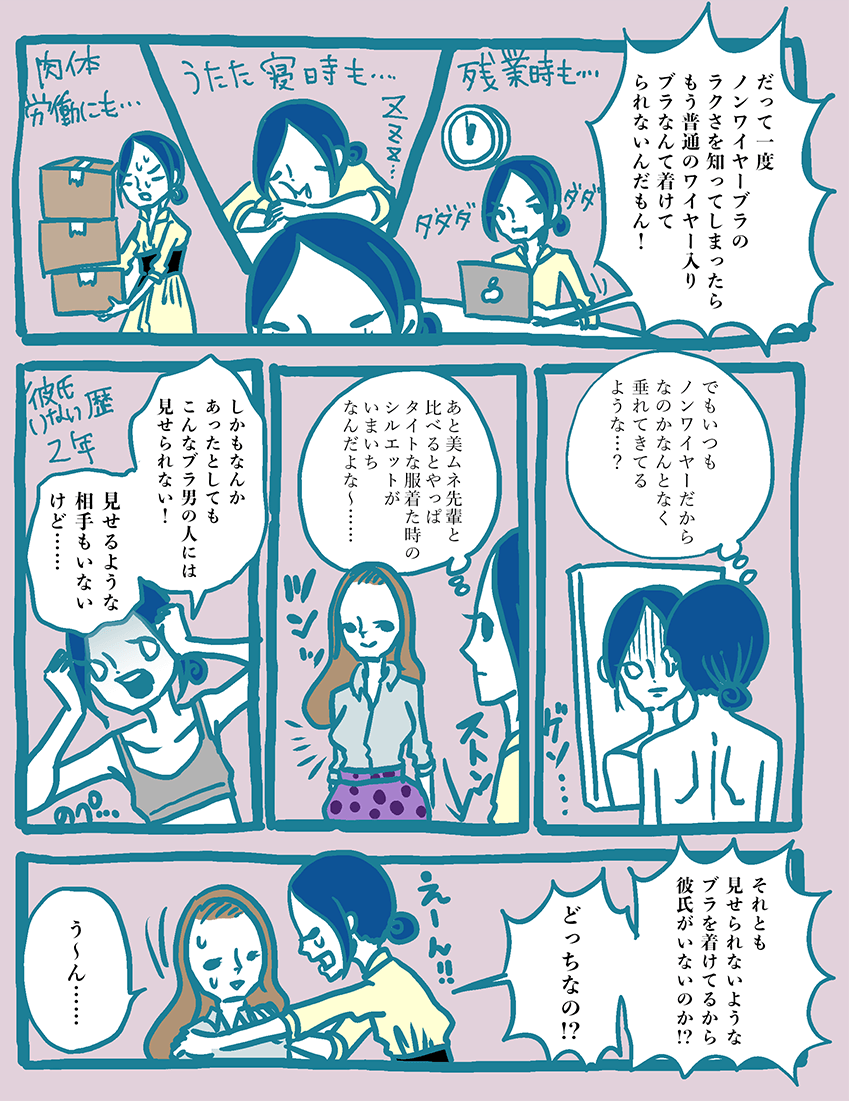 だって一度
ノンワイヤーブラの
ラクさを知ってしまったら
もう普通のワイヤー入り
ブラなんて着けて
られないんだもん！
残業時も…
ダダダ
ダダ
うたた寝時も…
ZZZ…
肉体
労働にも…
でもいつも
ノンワイヤーだから
なのかなんとなく
垂れてきてる
ような…？
ゲソ……
あと美ムネ先輩と
比べるとやっぱ
タイトな服着た時の
シルエットが
いまいち
なんだよな〜……
ツンッ
ストン
しかもなんか
あったとしても
こんなブラ男の人には
見せられない！
見せるような
相手もいない
けど……
彼氏
いない歴
2年
のぺ…
それとも
見せられないような
ブラを着けてるから
彼氏がいないのか!?
どっちなの!?
えーん!!
う〜ん……